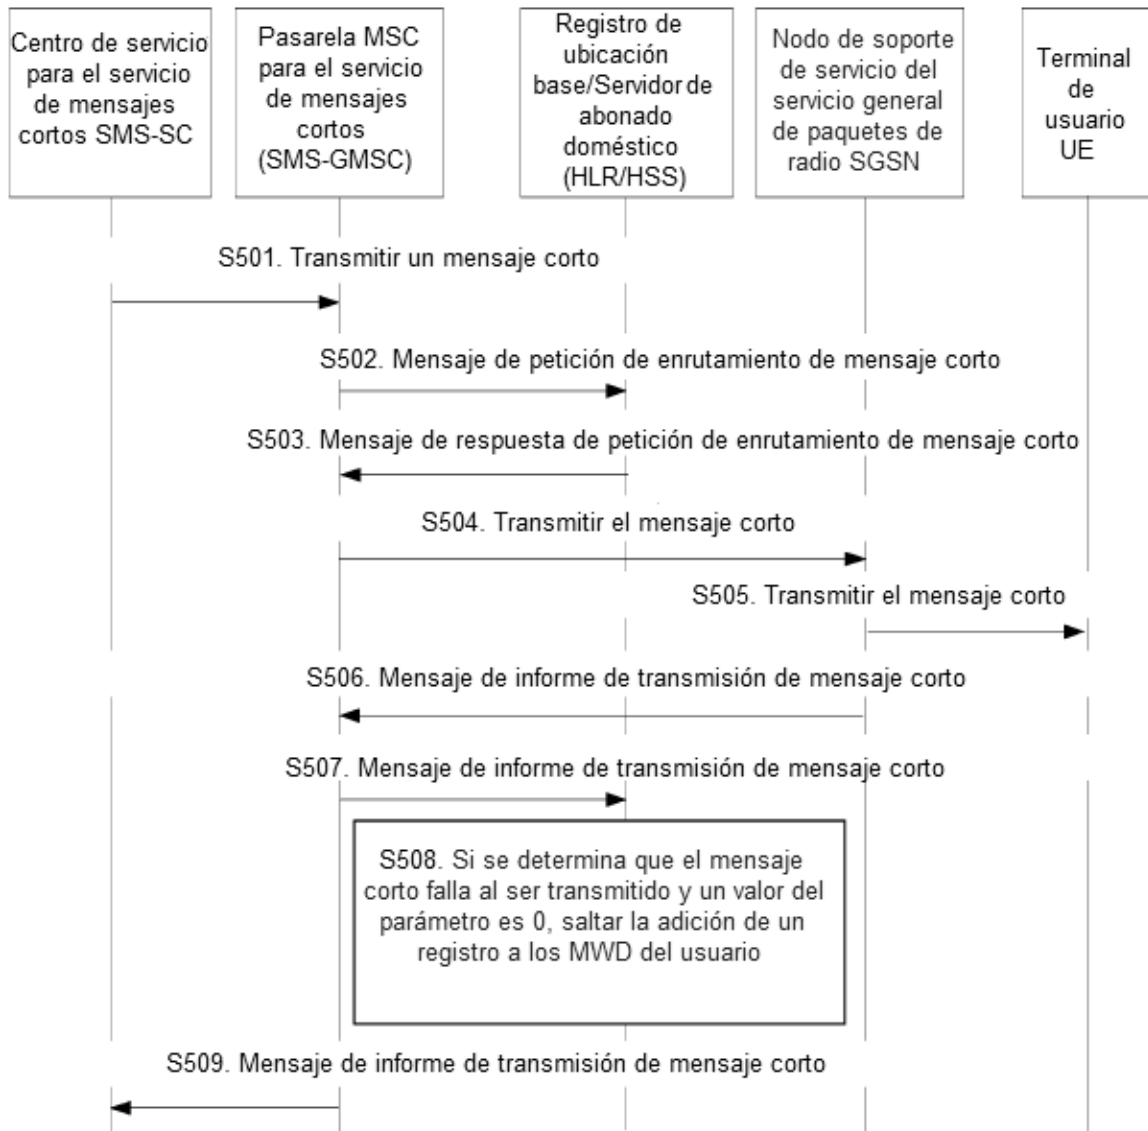 Centro de servicio
para el servicio
de mensajes
cortos SMS-SC
Pasarela MSC
para el servicio
de mensajes
cortos
(SMS-GMSC)
Registro de
ubicación
base/Servidor de
abonado
doméstico
(HLR/HSS)
Nodo de soporte
de servicio del
servicio general
de paquetes de
radio SGSN
Terminal
de
usuario
UE
S501. Transmitir un mensaje corto
S502. Mensaje de petición de enrutamiento de mensaje corto
S503. Mensaje de respuesta de petición de enrutamiento de mensaje corto
S504. Transmitir el mensaje corto
S505. Transmitir el mensaje corto
S506. Mensaje de informe de transmisión de mensaje corto
S507. Mensaje de informe de transmisión de mensaje corto
S508. Si se determina que el mensaje
corto falla al ser transmitido y un valor del
parámetro es 0, saltar la adición de un
registro a los MWD del usuario
S509. Mensaje de informe de transmisión de mensaje corto